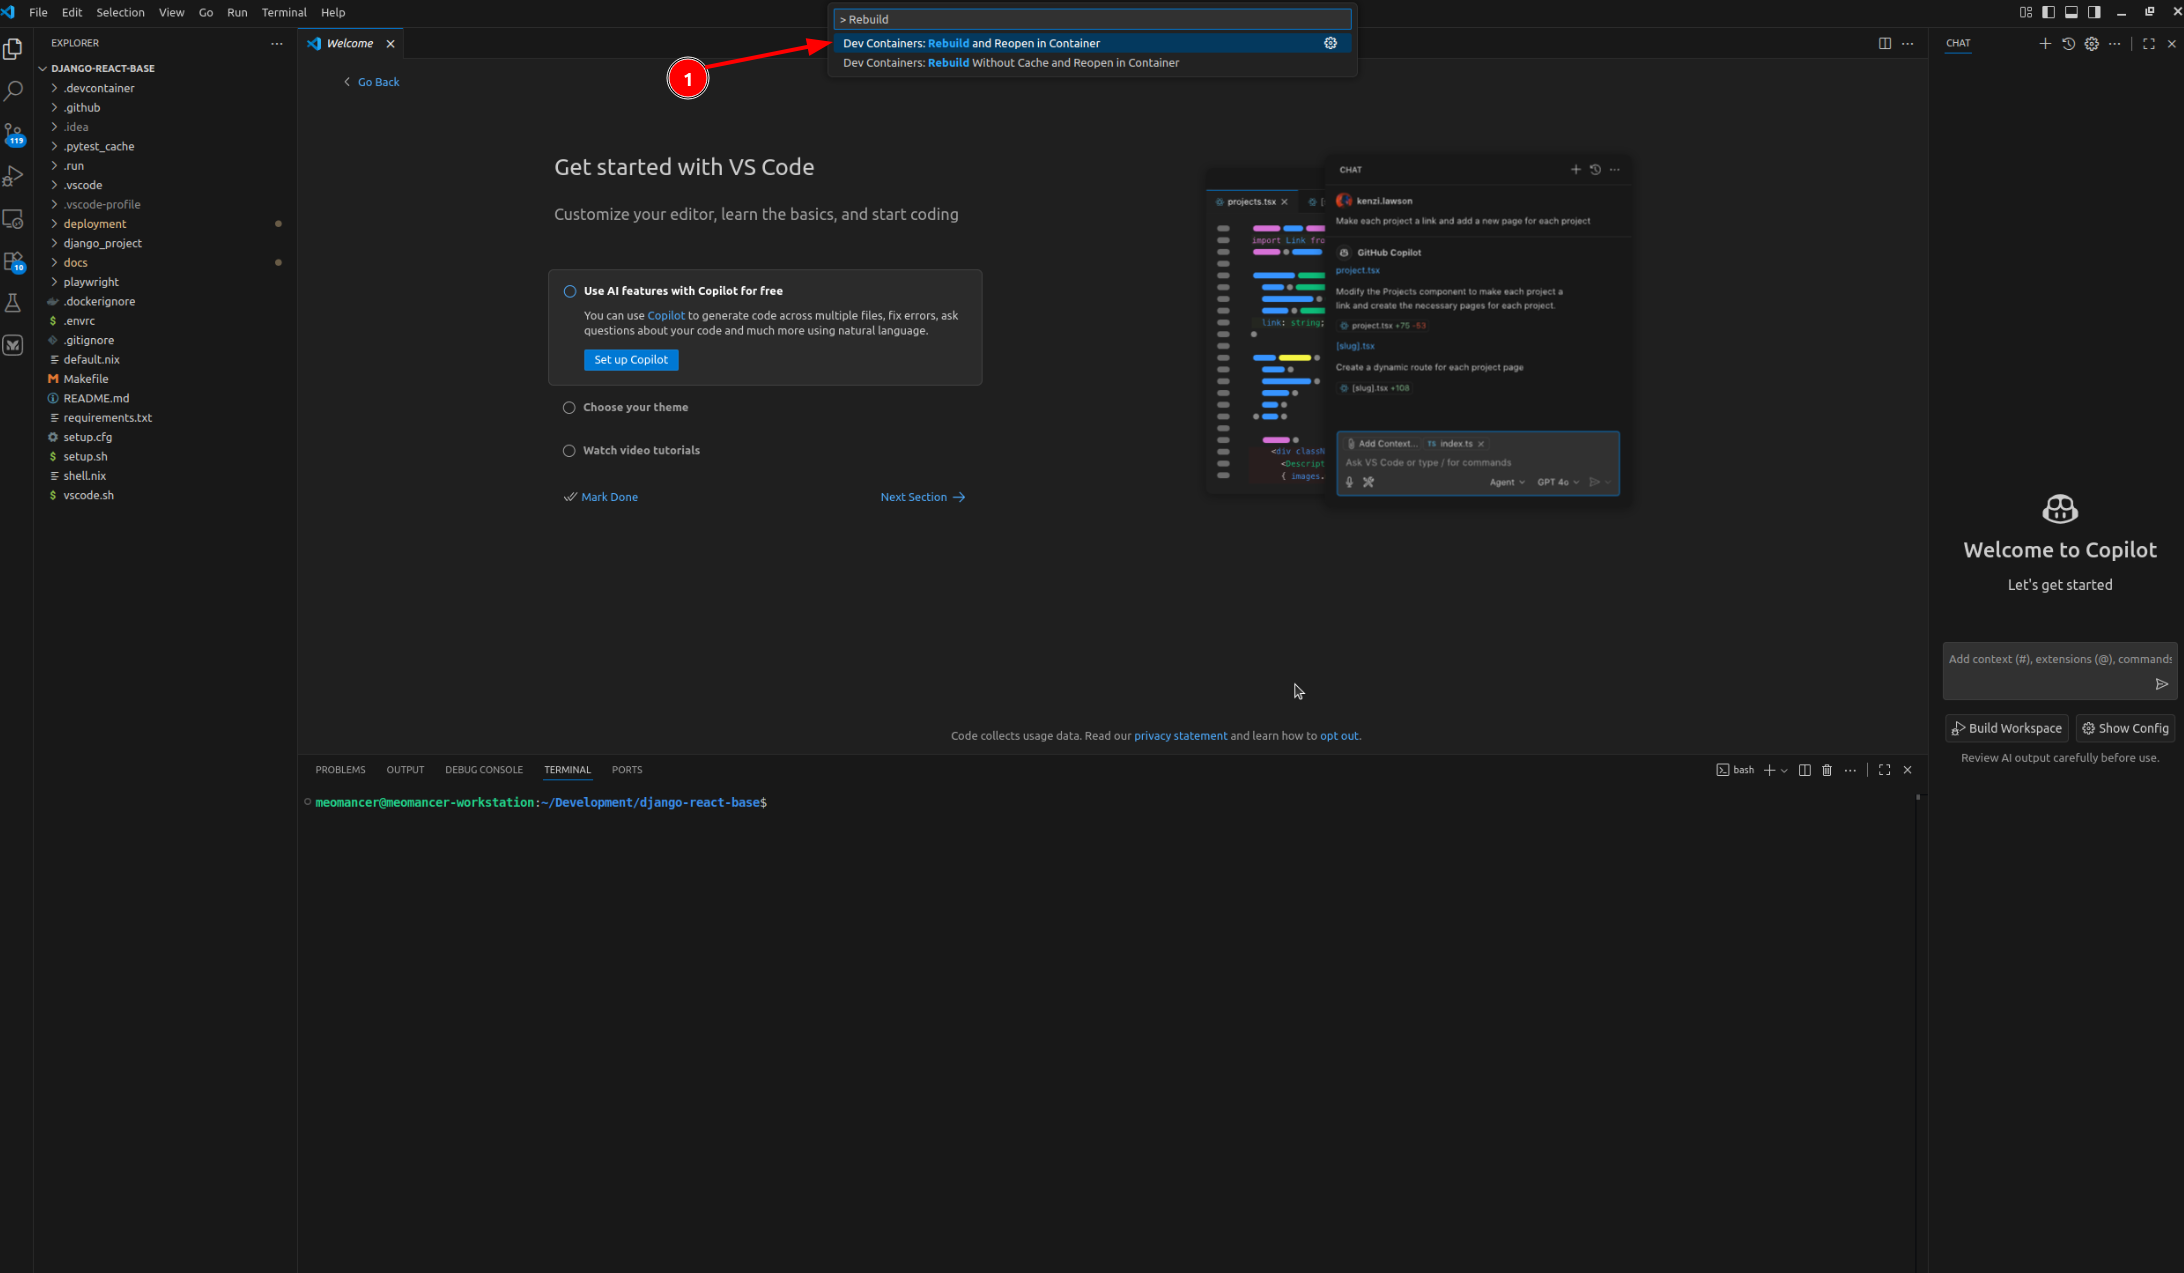 File Edit Selection View Go Run Terminal Help
> Rebuild
Dev Containers: Rebuild and Reopen in Container
Dev Containers: Rebuild Without Cache and Reopen in Container
1
EXPLORER
DJANGO-REACT-BASE
.devcontainer
.github
.idea
.pytest_cache
.run
.vscode
.vscode-profile
deployment
django_project
docs
playwright
.dockerignore
$ .envrc
.gitignore
default.nix
M Makefile
README.md
requirements.txt
setup.cfg
$ setup.sh
shell.nix
$ vscode.sh
119
10
Welcome
Go Back
Get started with VS Code
Customize your editor, learn the basics, and start coding
Use AI features with Copilot for free
You can use Copilot to generate code across multiple files, fix errors, ask
questions about your code and much more using natural language.
Set up Copilot
Choose your theme
Watch video tutorials
Mark Done
Next Section
projects.tsx
import Link fro
link: string;
<div classN
<Descript
{ images.
CHAT
kenzi.lawson
Make each project a link and add a new page for each project
GitHub Copilot
project.tsx
Modify the Projects component to make each project a
link and create the necessary pages for each project.
project.tsx +75 -53
[slug].tsx
Create a dynamic route for each project page
[slug].tsx +108
Add Context... TS index.ts
Ask VS Code or type / for commands
Agent GPT 4o
Code collects usage data. Read our privacy statement and learn how to opt out.
PROBLEMS OUTPUT DEBUG CONSOLE TERMINAL PORTS
bash
meomancer@meomancer-workstation:~/Development/django-react-base$
CHAT
Welcome to Copilot
Let's get started
Add context (#), extensions (@), commands
Build Workspace
Show Config
Review AI output carefully before use.